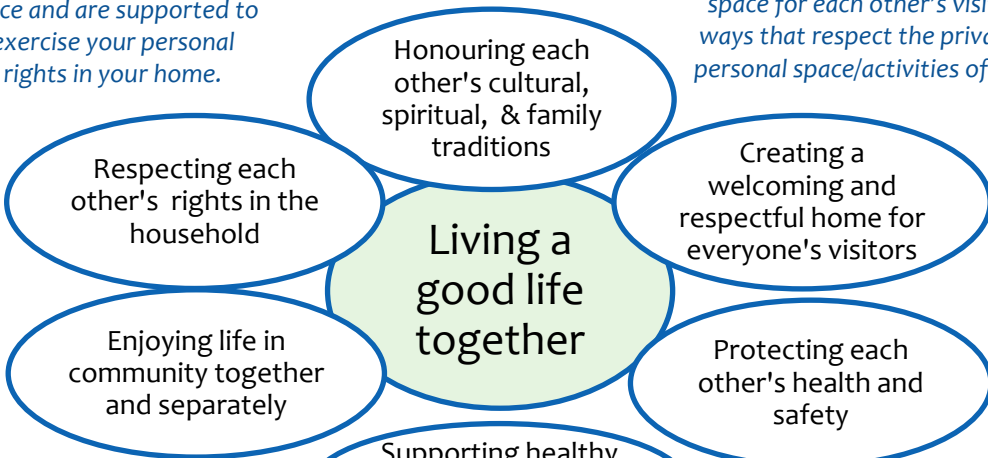 ce and are supported to
exercise your personal
rights in your home.
space for each other's
ways that respect the
personal space/activities of
Honouring each
other's cultural,
spiritual, & family
traditions
Respecting each
other's rights in the
household
Creating a
welcoming and
respectful home for
everyone's visitors
Living a
good life
together
Enjoying life in
community together
and separately
Protecting each
other's health and
safety
Supporting healthy